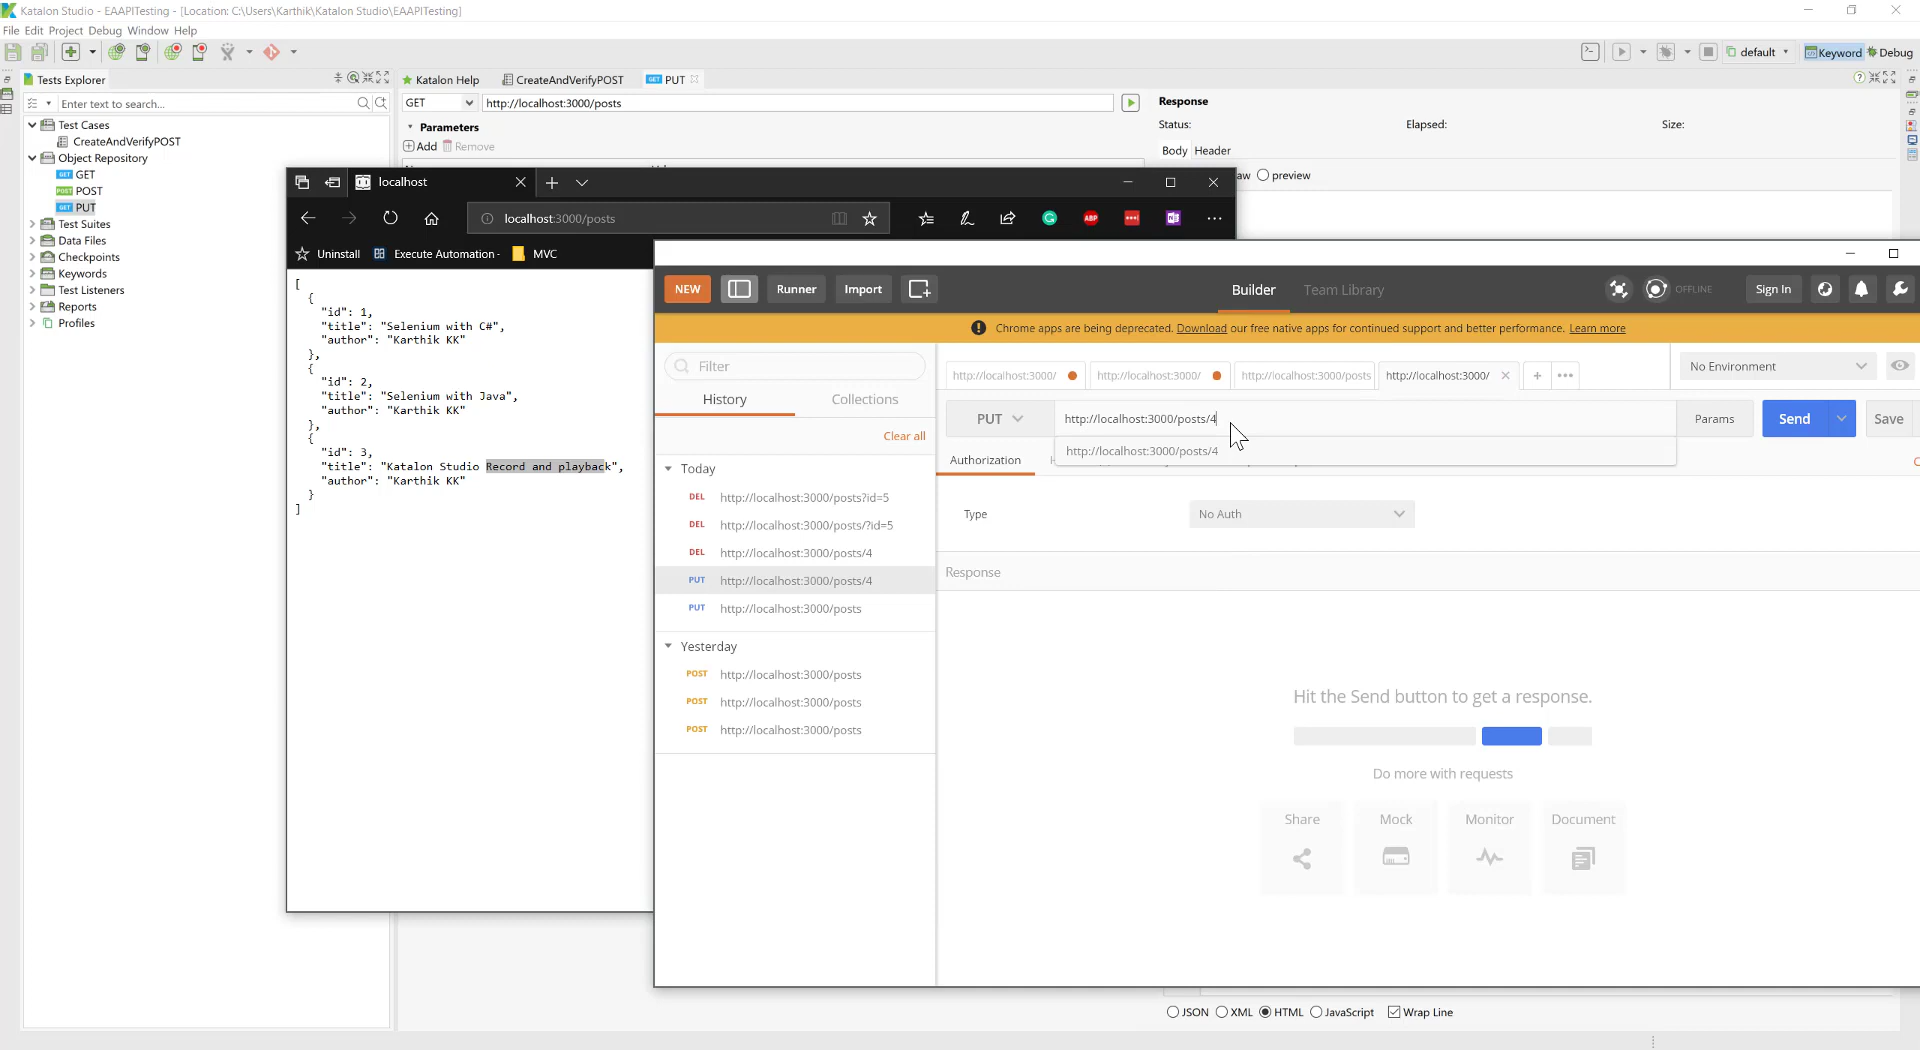 Katalon Studio - EAAPITesting - [Location: C:\Users\Karthik\Katalon Studio\EAAPITesting]
File Edit Project Debug Window Help
default
Keyword
Debug
Tests Explorer
Enter text to search...
Test Cases
CreateAndVerifyPOST
Object Repository
GET GET
POST POST
GET PUT
Test Suites
Data Files
Checkpoints
Keywords
Test Listeners
Reports
Profiles
Katalon Help
CreateAndVerifyPOST
GET PUT
GET
http://localhost:3000/posts
Parameters
Add
Remove
Response
Status:
Elapsed:
Size:
Body
Header
preview
localhost
localhost:3000/posts
ABP
Uninstall
Execute Automation -
MVC
[
{
"id": 1,
"title": "Selenium with C#",
"author": "Karthik KK"
},
{
"id": 2,
"title": "Selenium with Java",
"author": "Karthik KK"
},
{
"id": 3,
"title": "Katalon Studio Record and playback",
"author": "Karthik KK"
}
]
NEW
Runner
Import
Builder
Team Library
OFFLINE
Sign In
Chrome apps are being deprecated. Download our free native apps for continued support and better performance. Learn more
Filter
History
Collections
Clear all
Today
DEL http://localhost:3000/posts?id=5
DEL http://localhost:3000/posts/?id=5
DEL http://localhost:3000/posts/4
PUT http://localhost:3000/posts/4
PUT http://localhost:3000/posts
Yesterday
POST http://localhost:3000/posts
POST http://localhost:3000/posts
POST http://localhost:3000/posts
http://localhost:3000/
http://localhost:3000/
http://localhost:3000/posts
http://localhost:3000/
No Environment
PUT
http://localhost:3000/posts/4
Params
Send
Save
http://localhost:3000/posts/4
Authorization
Type
No Auth
Response
Hit the Send button to get a response.
Do more with requests
Share
Mock
Monitor
Document
JSON
XML
HTML
JavaScript
Wrap Line